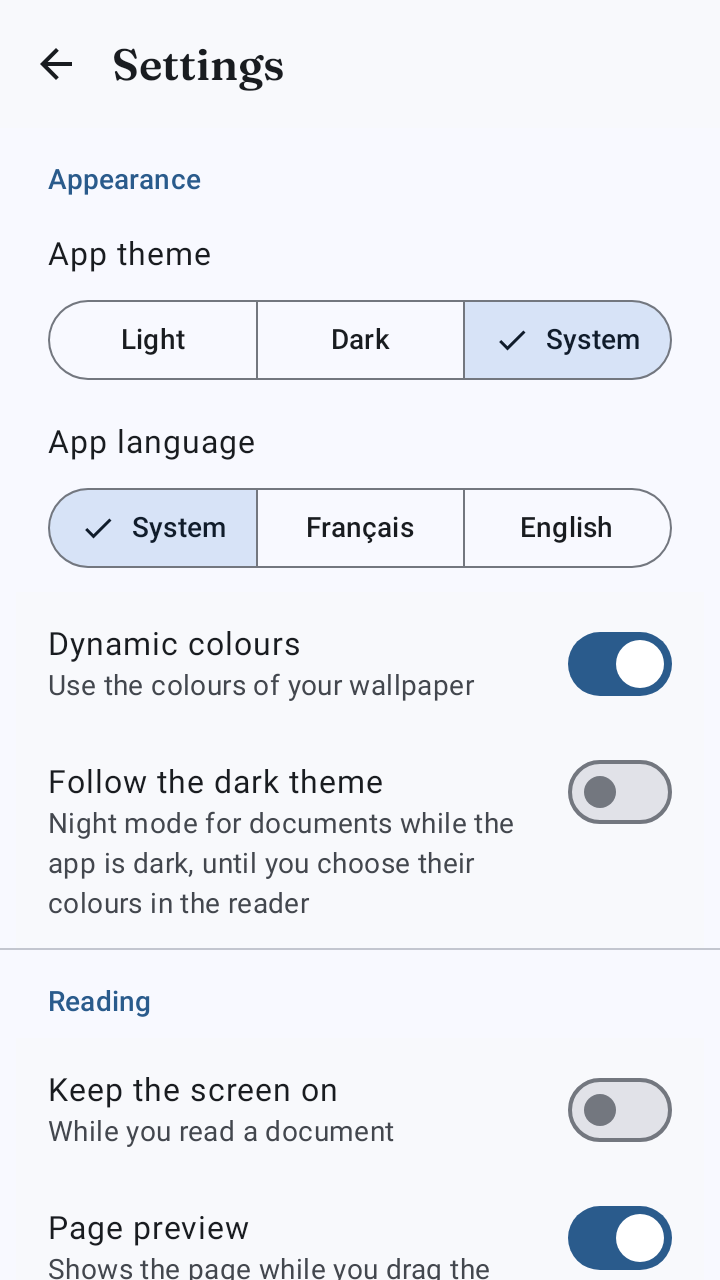 Settings
Appearance
App theme
Light Dark System
App language
System Français English
Dynamic colours
Use the colours of your wallpaper
Follow the dark theme
Night mode for documents while the
app is dark, until you choose their
colours in the reader
Reading
Keep the screen on
While you read a document
Page preview
Shows the page while you drag the